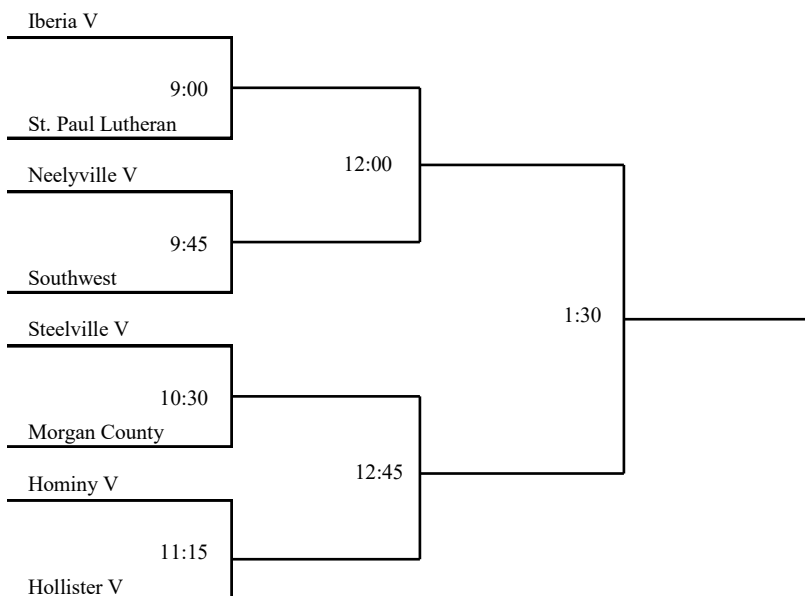 Iberia V
9:00
St. Paul Lutheran
12:00
Neelyville V
9:45
Southwest
1:30
Steelville V
10:30
Morgan County
12:45
Hominy V
11:15
Hollister V